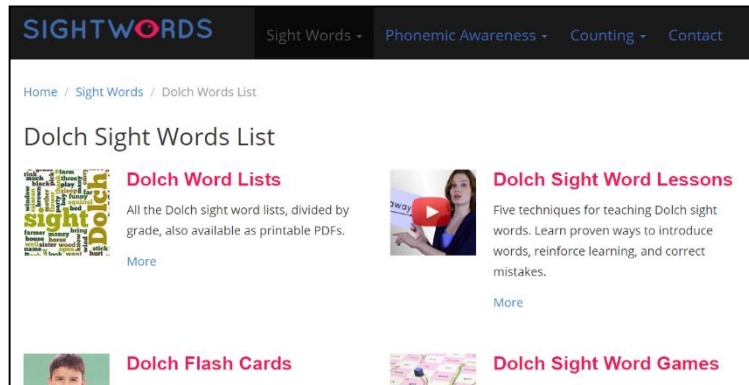 SIGHTWORDS
Sight Words
Phonemic Awareness
Counting
Contact
Home / Sight Words / Dolch Words List
Dolch Sight Words List
Dolch Word Lists
All the Dolch sight word lists, divided by
grade, also available as printable PDFs.
More
sight
Dolch
away
Dolch Sight Word Lessons
Five techniques for teaching Dolch sight
words. Learn proven ways to introduce
words, reinforce learning, and correct
mistakes.
More
Dolch Flash Cards
Dolch Sight Word Games